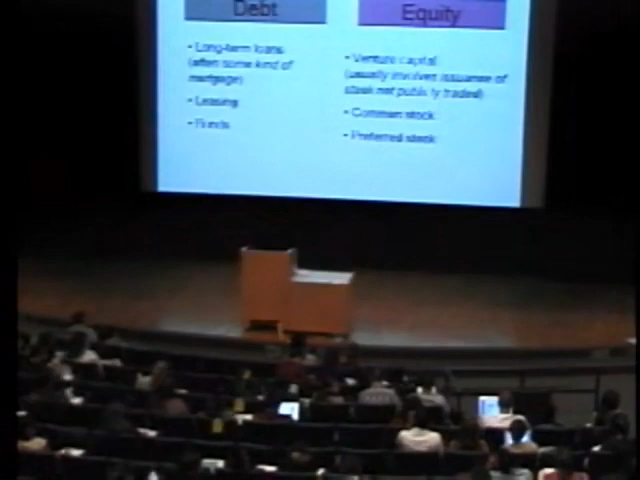 Debt
• Long-term loans
(often some kind of
mortgage)
• Leasing
• Bonds
Equity
• Venture capital
(usually involves issuance of
stock not publicly traded)
• Common stock
• Preferred stock